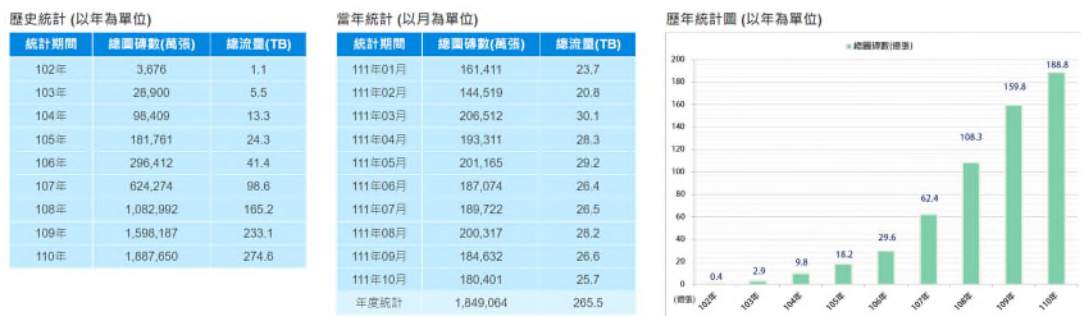 歷史統計 (以年為單位)
統計期間 總圖磚數(萬張) 總流量(TB)
102年 3,676 1.1
103年 28,900 5.5
104年 98,409 13.3
105年 181,761 24.3
106年 296,412 41.4
107年 624,274 98.6
108年 1,082,992 165.2
109年 1,598,187 233.1
110年 1,887,650 274.6
當年統計 (以月為單位)
統計期間 總圖磚數(萬張) 總流量(TB)
111年01月 161,411 23.7
111年02月 144,519 20.8
111年03月 206,512 30.1
111年04月 193,311 28.3
111年05月 201,165 29.2
111年06月 187,074 26.4
111年07月 189,722 26.5
111年08月 200,317 28.2
111年09月 184,632 26.6
111年10月 180,401 25.7
年度統計 1,849,064 265.5
歷年統計圖 (以年為單位)
總圖磚數(億張)
200
180
160
140
120
100
80
60
40
20
0
(億張)
0.4
2.9
9.8
18.2
29.6
62.4
108.3
159.8
188.8
102年
103年
104年
105年
106年
107年
108年
109年
110年